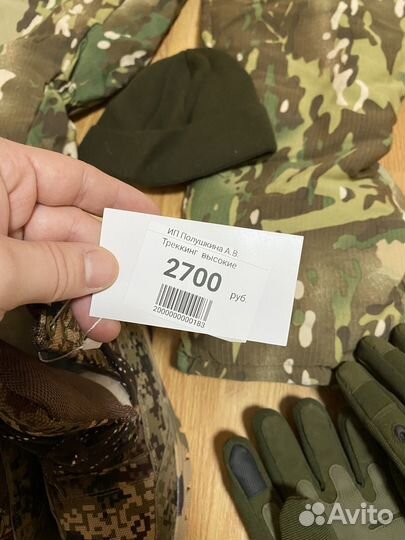 ИП Полушкина А.В.
Треккинг высокие
2700 руб
2000000000183
Avito